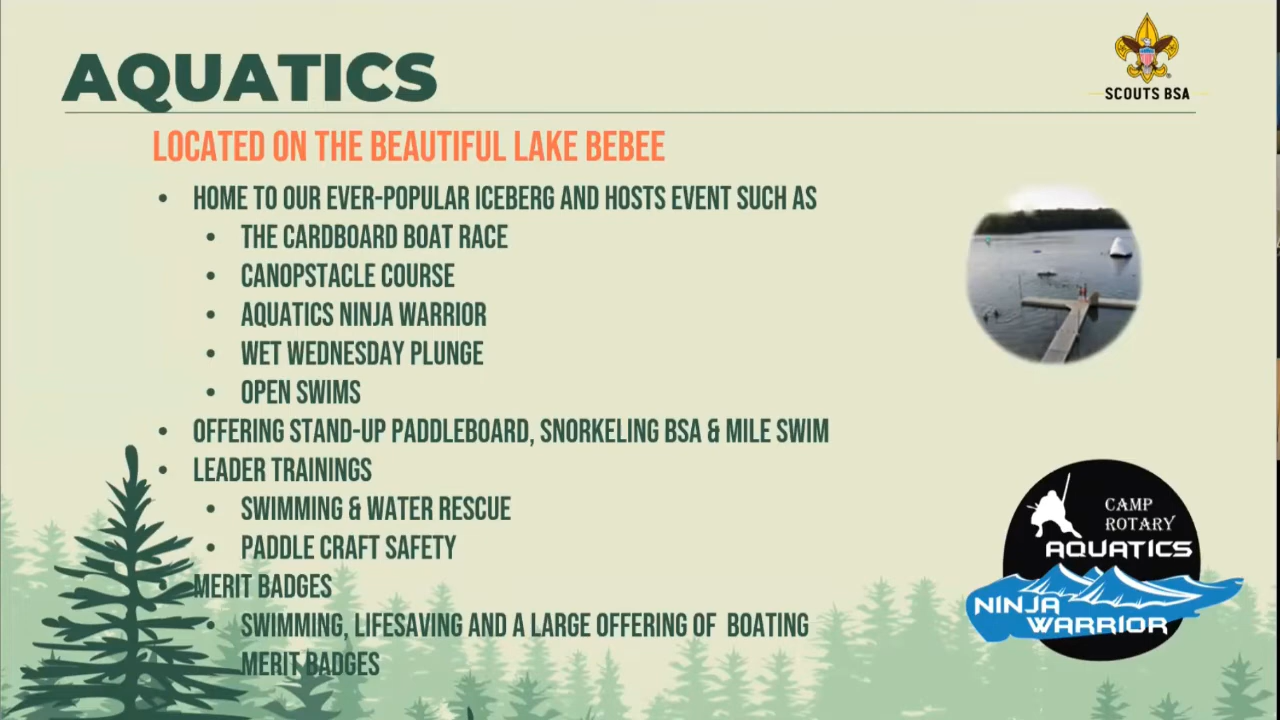 AQUATICS
SCOUTS BSA
LOCATED ON THE BEAUTIFUL LAKE BEBEE
• HOME TO OUR EVER-POPULAR ICEBERG AND HOSTS EVENT SUCH AS
• THE CARDBOARD BOAT RACE
• CANOPSTACLE COURSE
• AQUATICS NINJA WARRIOR
• WET WEDNESDAY PLUNGE
• OPEN SWIMS
• OFFERING STAND-UP PADDLEBOARD, SNORKELING BSA & MILE SWIM
• LEADER TRAININGS
• SWIMMING & WATER RESCUE
• PADDLE CRAFT SAFETY
• MERIT BADGES
• SWIMMING, LIFESAVING AND A LARGE OFFERING OF BOATING
MERIT BADGES
CAMP
ROTARY
AQUATICS
NINJA
WARRIOR